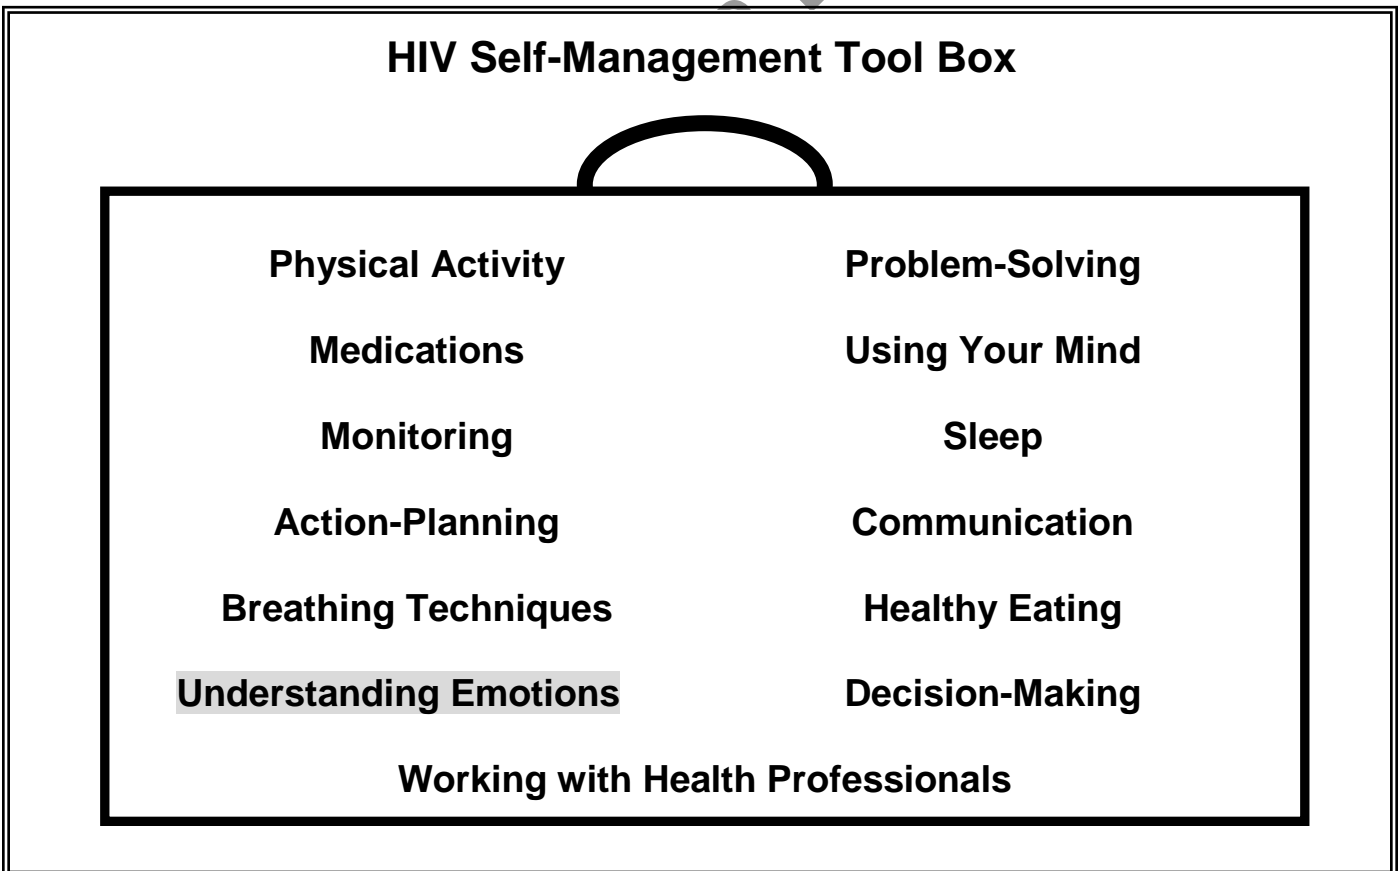 HIV Self-Management Tool Box
Physical Activity Problem-Solving
Medications Using Your Mind
Monitoring Sleep
Action-Planning Communication
Breathing Techniques Healthy Eating
Understanding Emotions Decision-Making
Working with Health Professionals